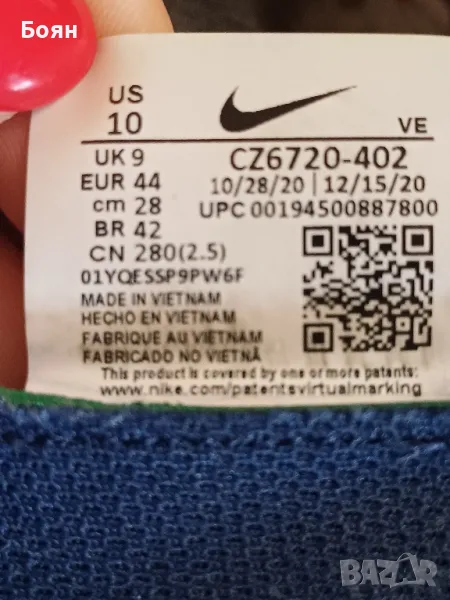 Боян
US
10
VE
UK 9
CZ6720-402
EUR 44
10/28/20 | 12/15/20
cm 28
UPC 00194500887800
BR 42
CN 280(2.5)
01YQESSP9PW6F
MADE IN VIETNAM
HECHO EN VIETNAM
FABRIQUÉ AU VIETNAM
FABRICADO NO VIETNÃ
This product is covered by one or more patents:
www.nike.com/patentsvirtualmarking
BAZAR